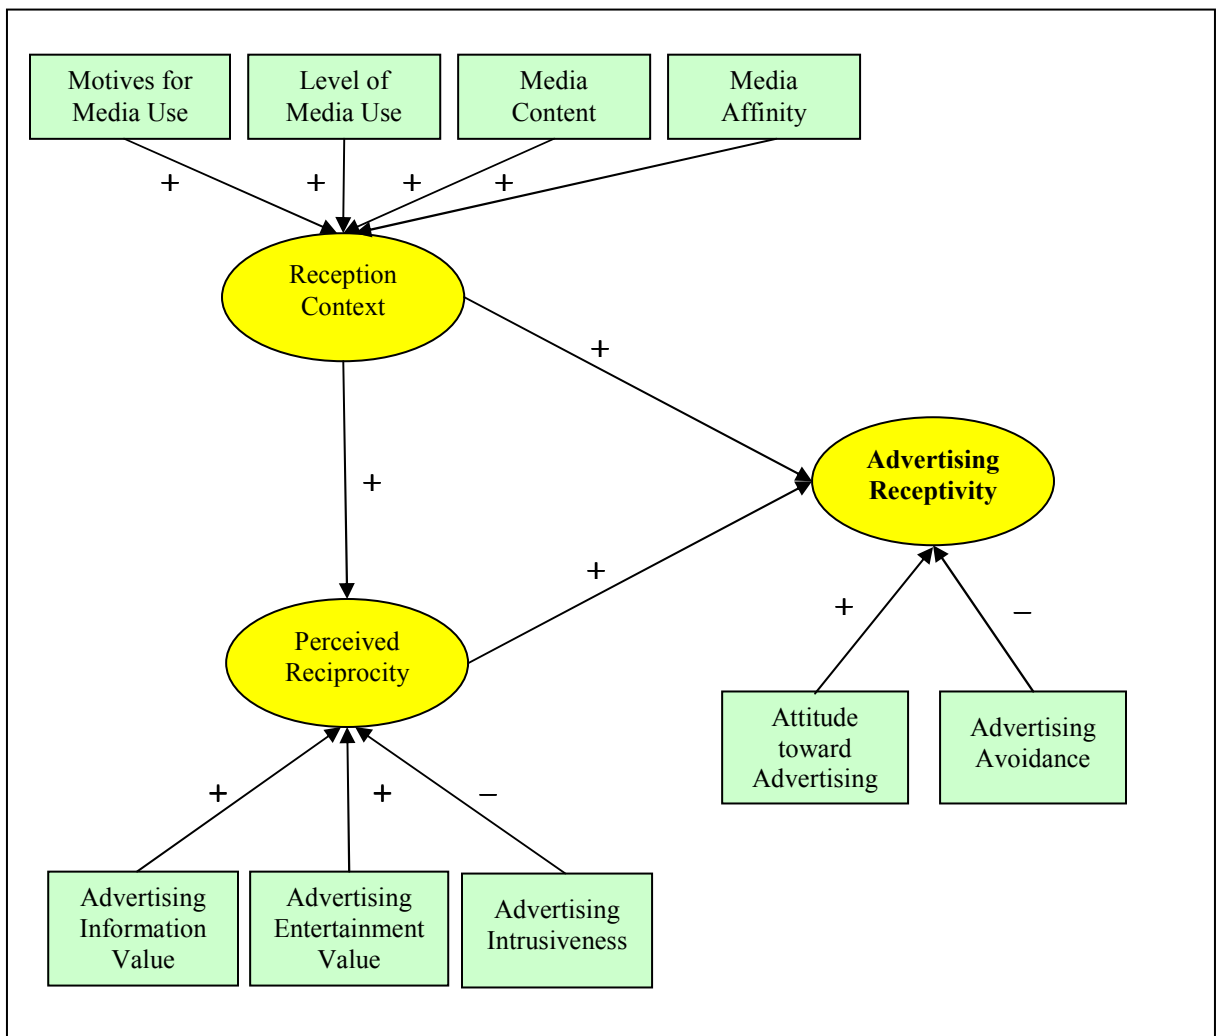 Motives for
Media Use
Level of
Media Use
Media
Content
Media
Affinity
+
+
+
+
Reception
Context
+
+
Advertising
Receptivity
+
Perceived
Reciprocity
+
–
Attitude
toward
Advertising
Advertising
Avoidance
+
+
–
Advertising
Information
Value
Advertising
Entertainment
Value
Advertising
Intrusiveness